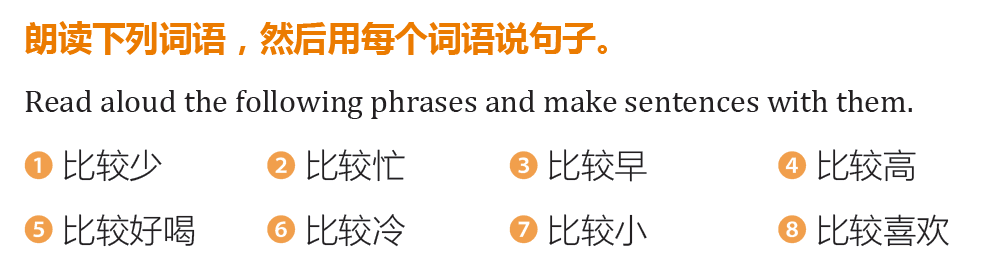 朗读下列词语，然后用每个词语说句子。
Read aloud the following phrases and make sentences with them.
1 比较少 2 比较忙 3 比较早 4 比较高
5 比较好喝 6 比较冷 7 比较小 8 比较喜欢